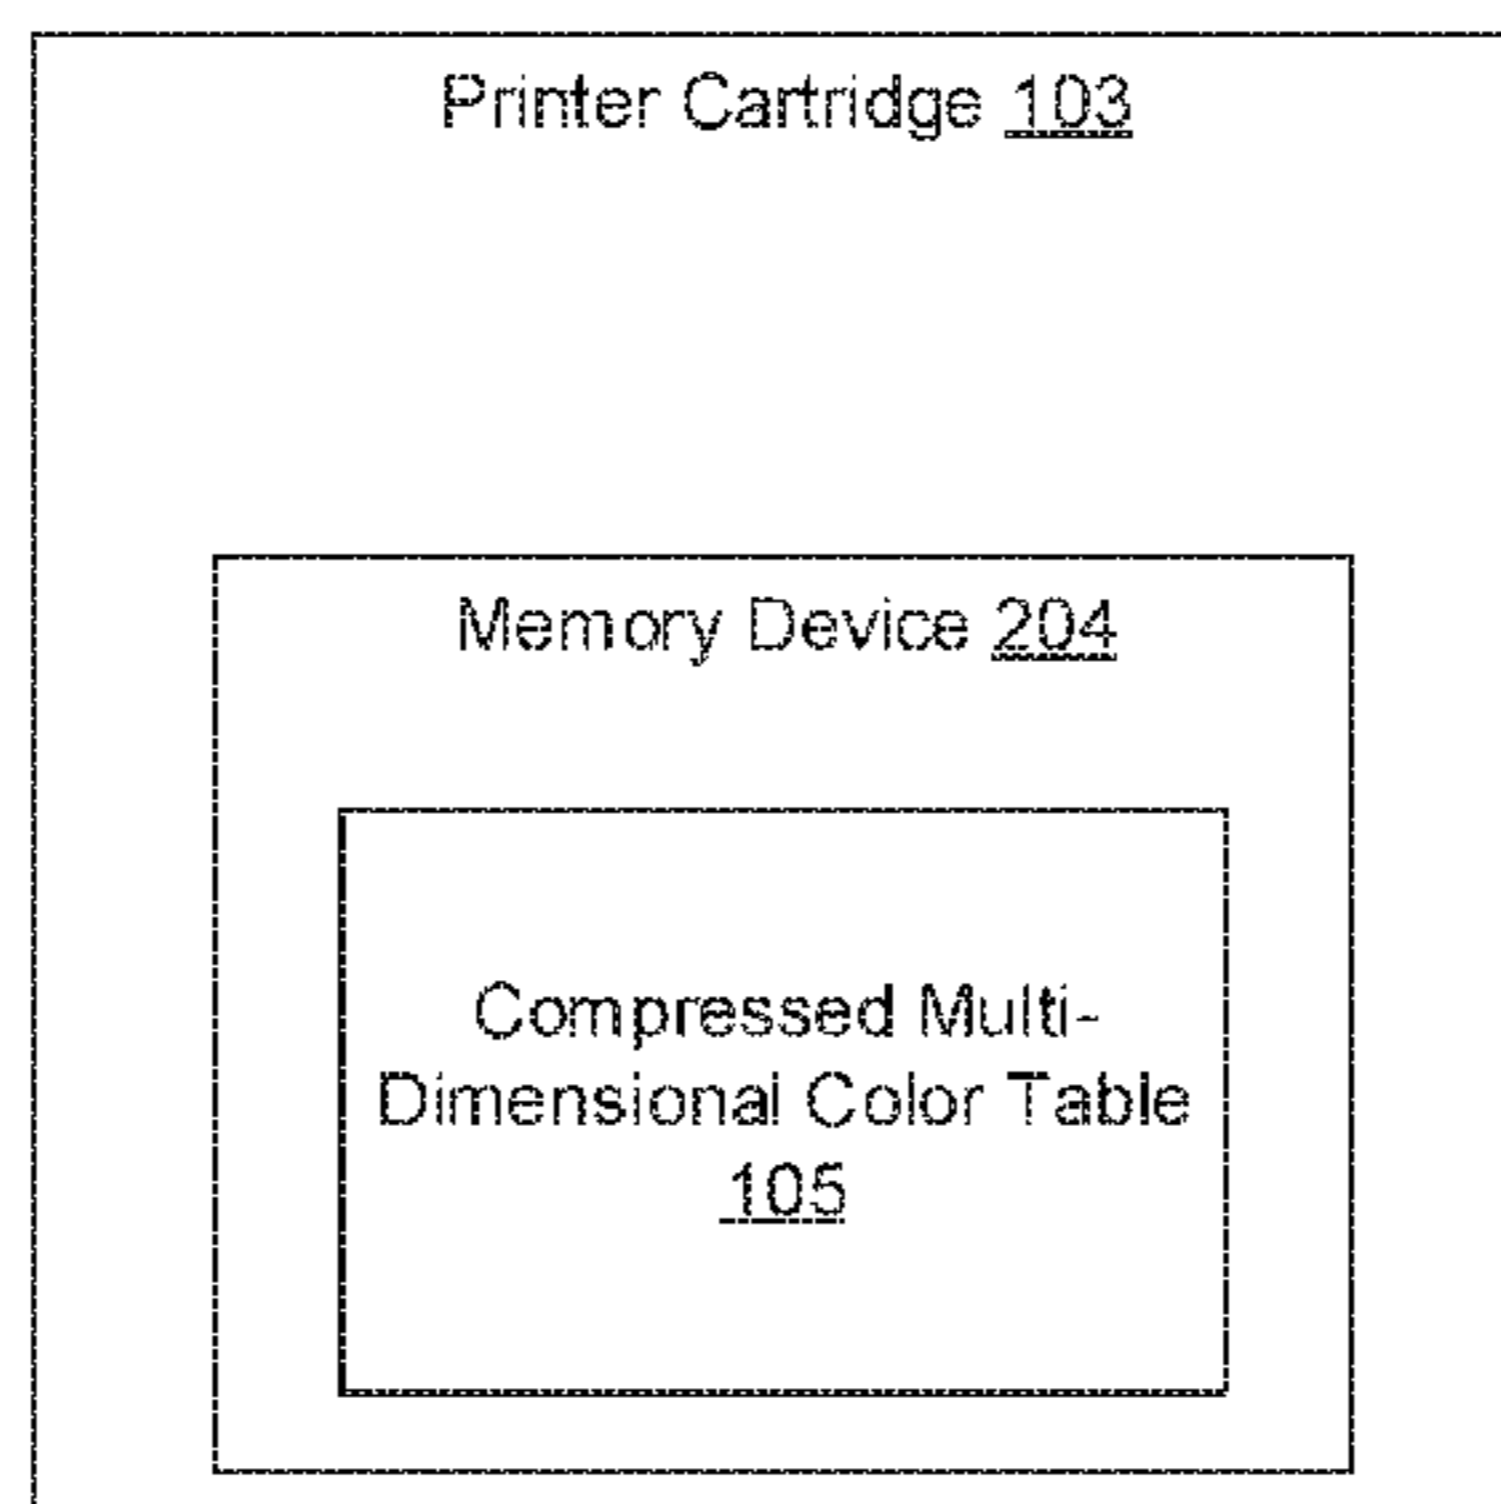 Printer Cartridge 103
Memory Device 204
Compressed Multi-
Dimensional Color Table
105